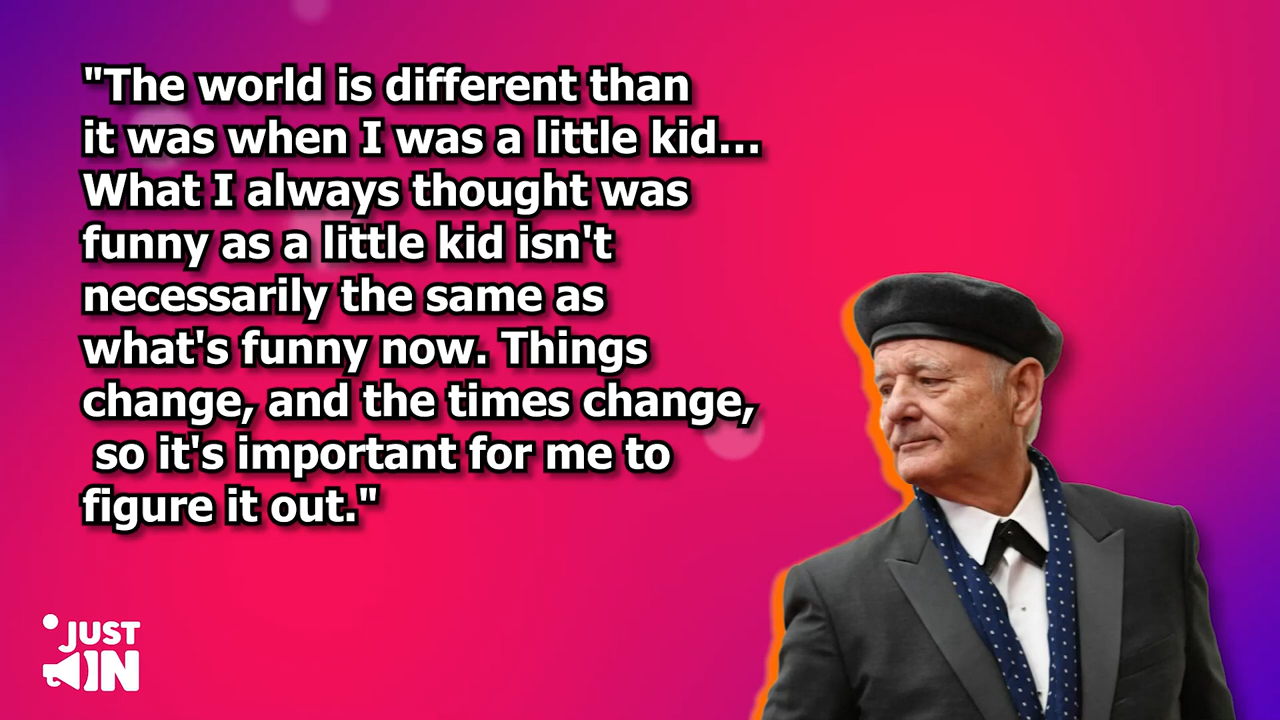 "The world is different than
it was when I was a little kid...
What I always thought was
funny as a little kid isn't
necessarily the same as
what's funny now. Things
change, and the times change,
so it's important for me to
figure it out."
JUST
IN